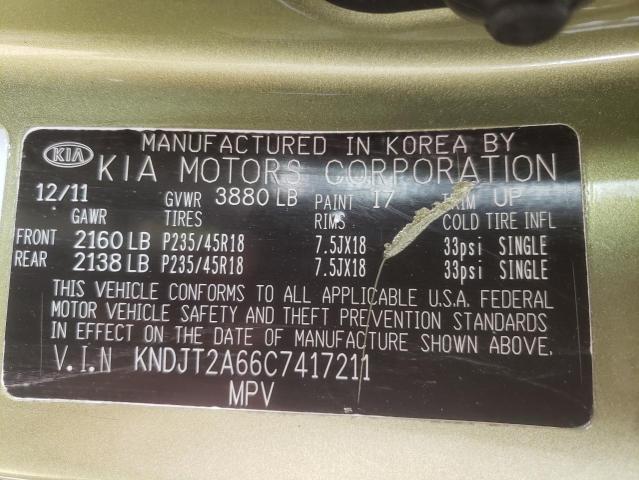 MANUFACTURED IN KOREA BY
KIA KIA MOTORS CORPORATION
12/11 GVWR 3880 LB PAINT 17 TRIM UP
GAWR TIRES RIMS COLD TIRE INFL
FRONT 2160 LB P235/45R18 7.5JX18 33psi SINGLE
REAR 2138 LB P235/45R18 7.5JX18 33psi SINGLE
THIS VEHICLE CONFORMS TO ALL APPLICABLE U.S.A. FEDERAL
MOTOR VEHICLE SAFETY AND THEFT PREVENTION STANDARDS
IN EFFECT ON THE DATE OF MANUFACTURE SHOWN ABOVE.
V.I.N KNDJT2A66C7417211
MPV